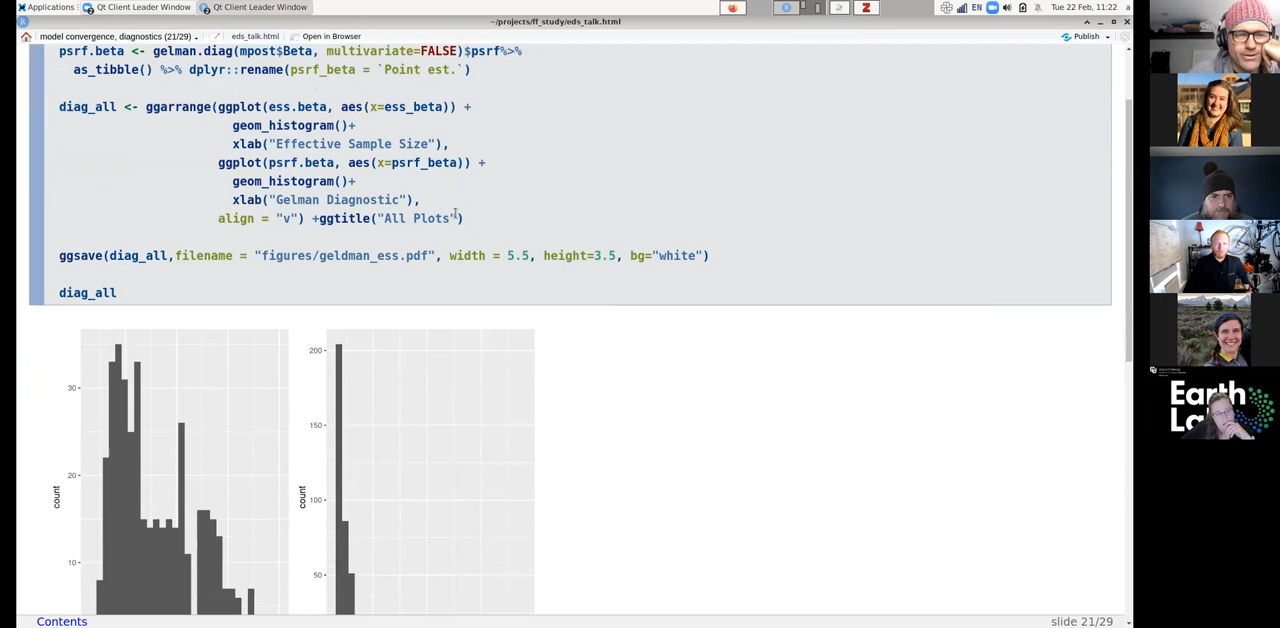 Applications
Qt Client Leader Window
Qt Client Leader Window
EN
Tue 22 Feb, 11:22
a
~/projects/ff_study/eds_talk.html
model convergence, diagnostics (21/29)
eds_talk.html
Open in Browser
Publish
psrf.beta <- gelman.diag(mpost$Beta, multivariate=FALSE)$psrf%>%
as_tibble() %>% dplyr::rename(psrf_beta = `Point est.`)
diag_all <- ggarrange(ggplot(ess.beta, aes(x=ess_beta)) +
geom_histogram()+
xlab("Effective Sample Size"),
ggplot(psrf.beta, aes(x=psrf_beta)) +
geom_histogram()+
xlab("Gelman Diagnostic"),
align = "v") +ggtitle("All Plots")
ggsave(diag_all,filename = "figures/geldman_ess.pdf", width = 5.5, height=3.5, bg="white")
diag_all
30
20
10
count
200
150
100
50
count
Contents
slide 21/29
Earth
La